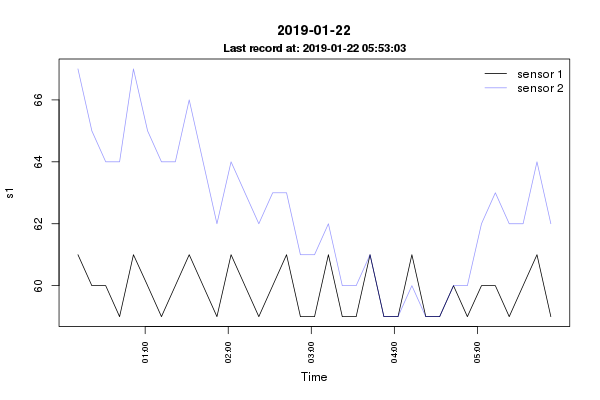 2019-01-22
Last record at: 2019-01-22 05:53:03
sensor 1
sensor 2
66
64
62
60
s1
01:00 02:00 03:00 04:00 05:00
Time